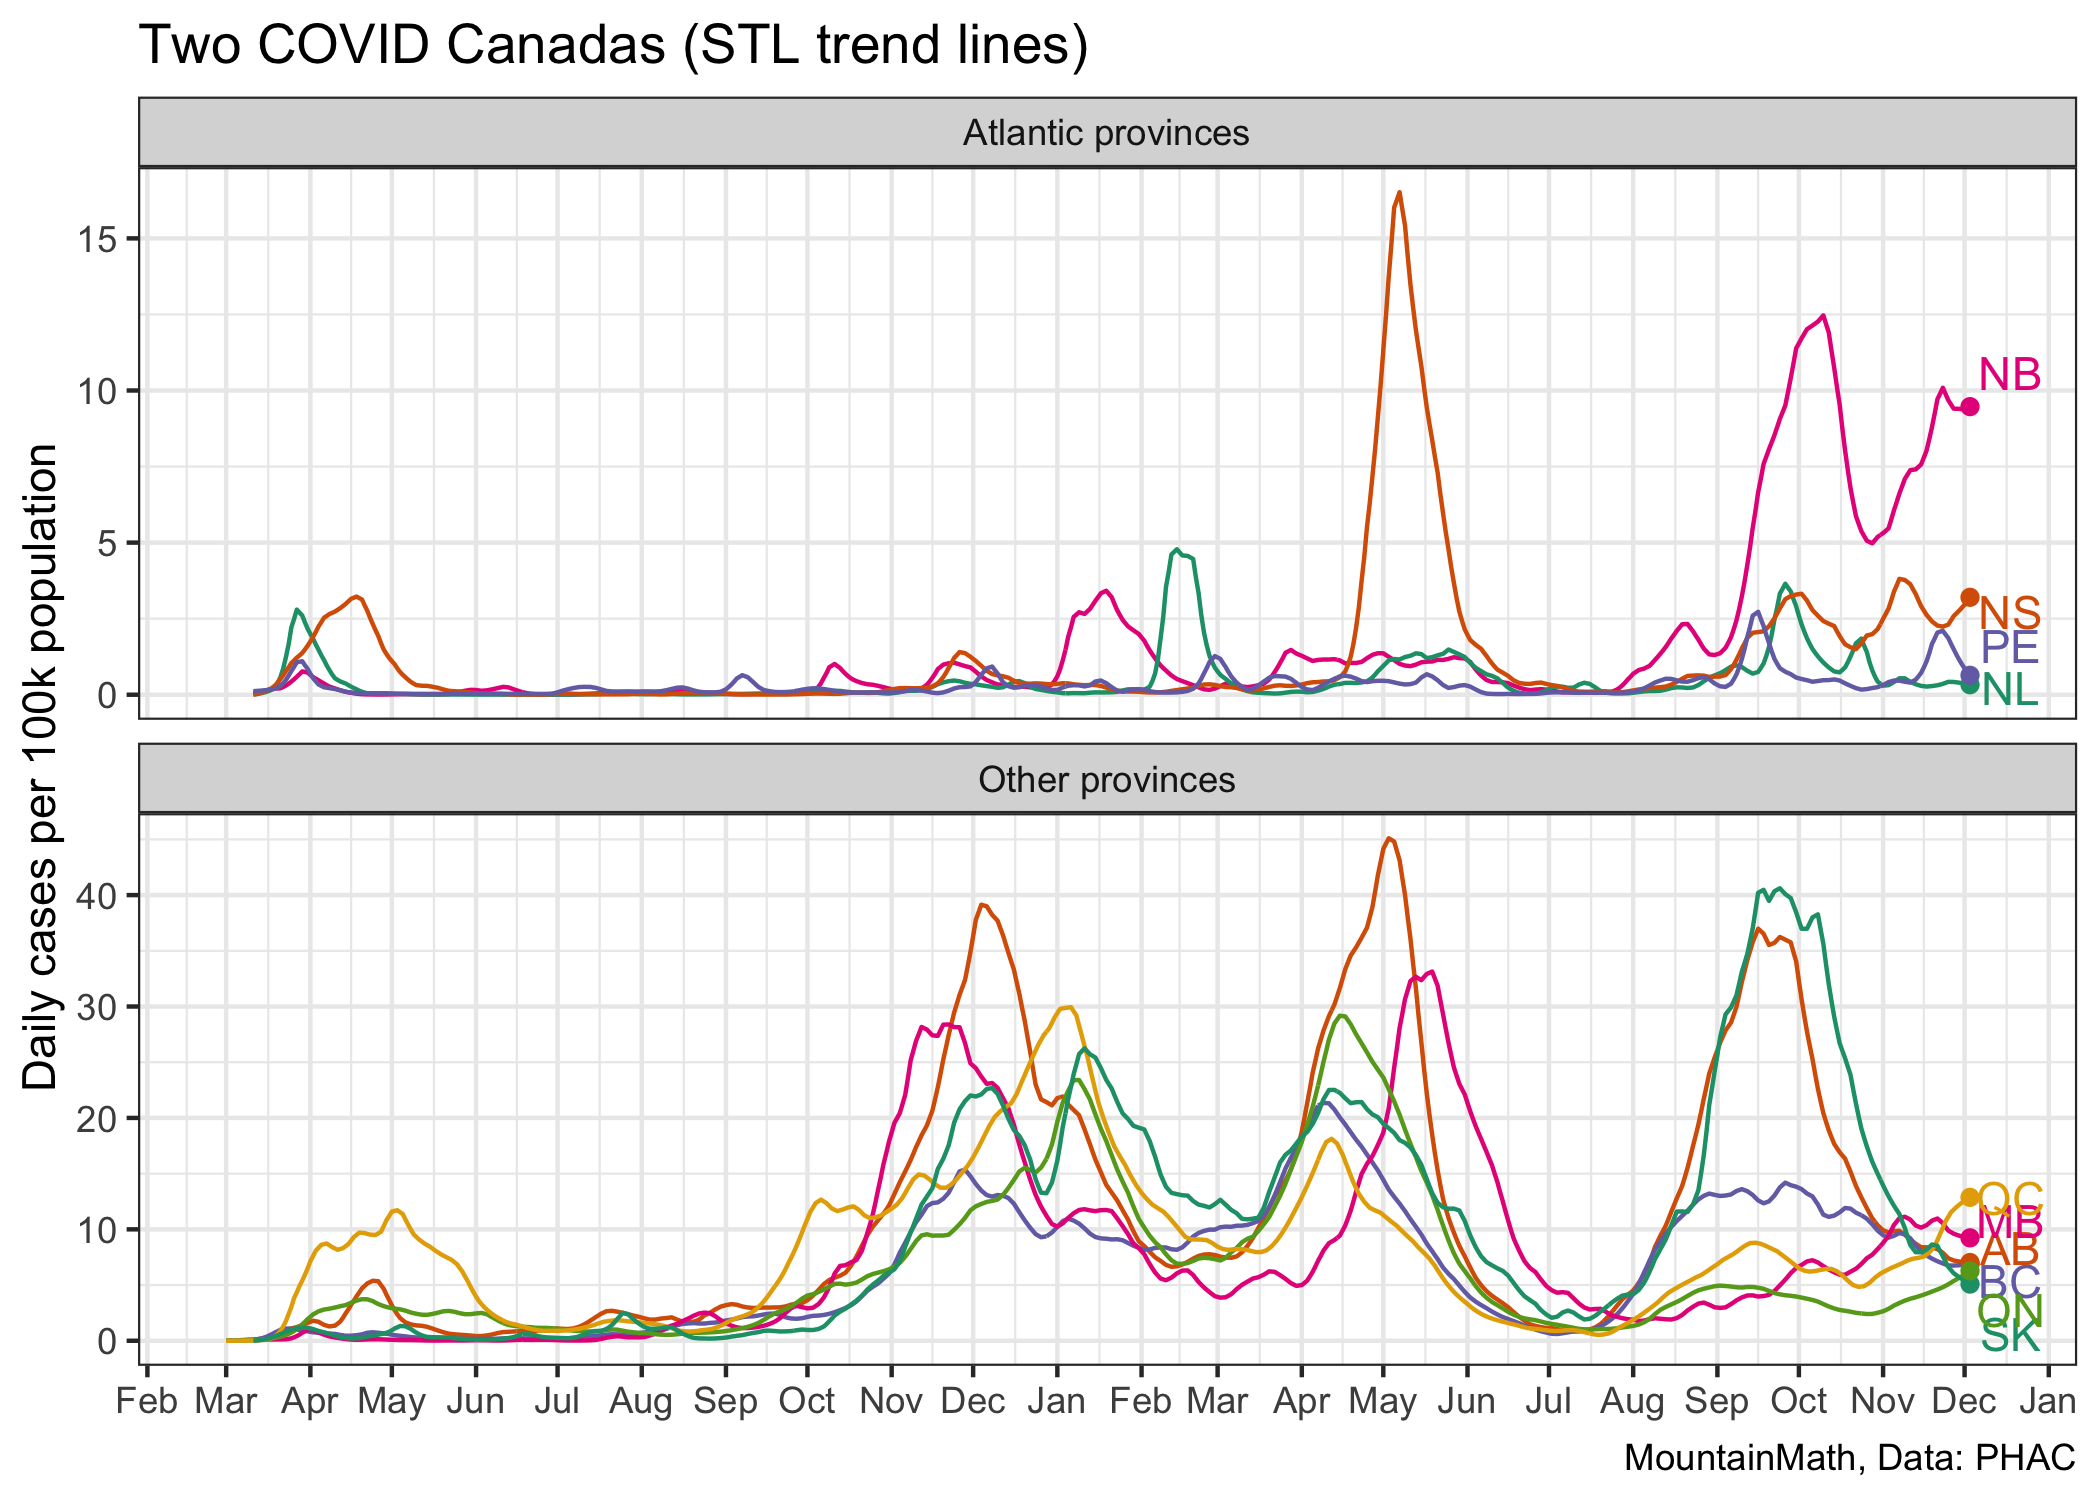 Two COVID Canadas (STL trend lines)
Atlantic provinces
15
10
5
0
NB
NS
PE
NL
Daily cases per 100k population
Other provinces
40
30
20
10
0
QC
MB
AB
BC
ON
SK
Feb Mar Apr May Jun Jul Aug Sep Oct Nov Dec Jan Feb Mar Apr May Jun Jul Aug Sep Oct Nov Dec Jan
MountainMath, Data: PHAC